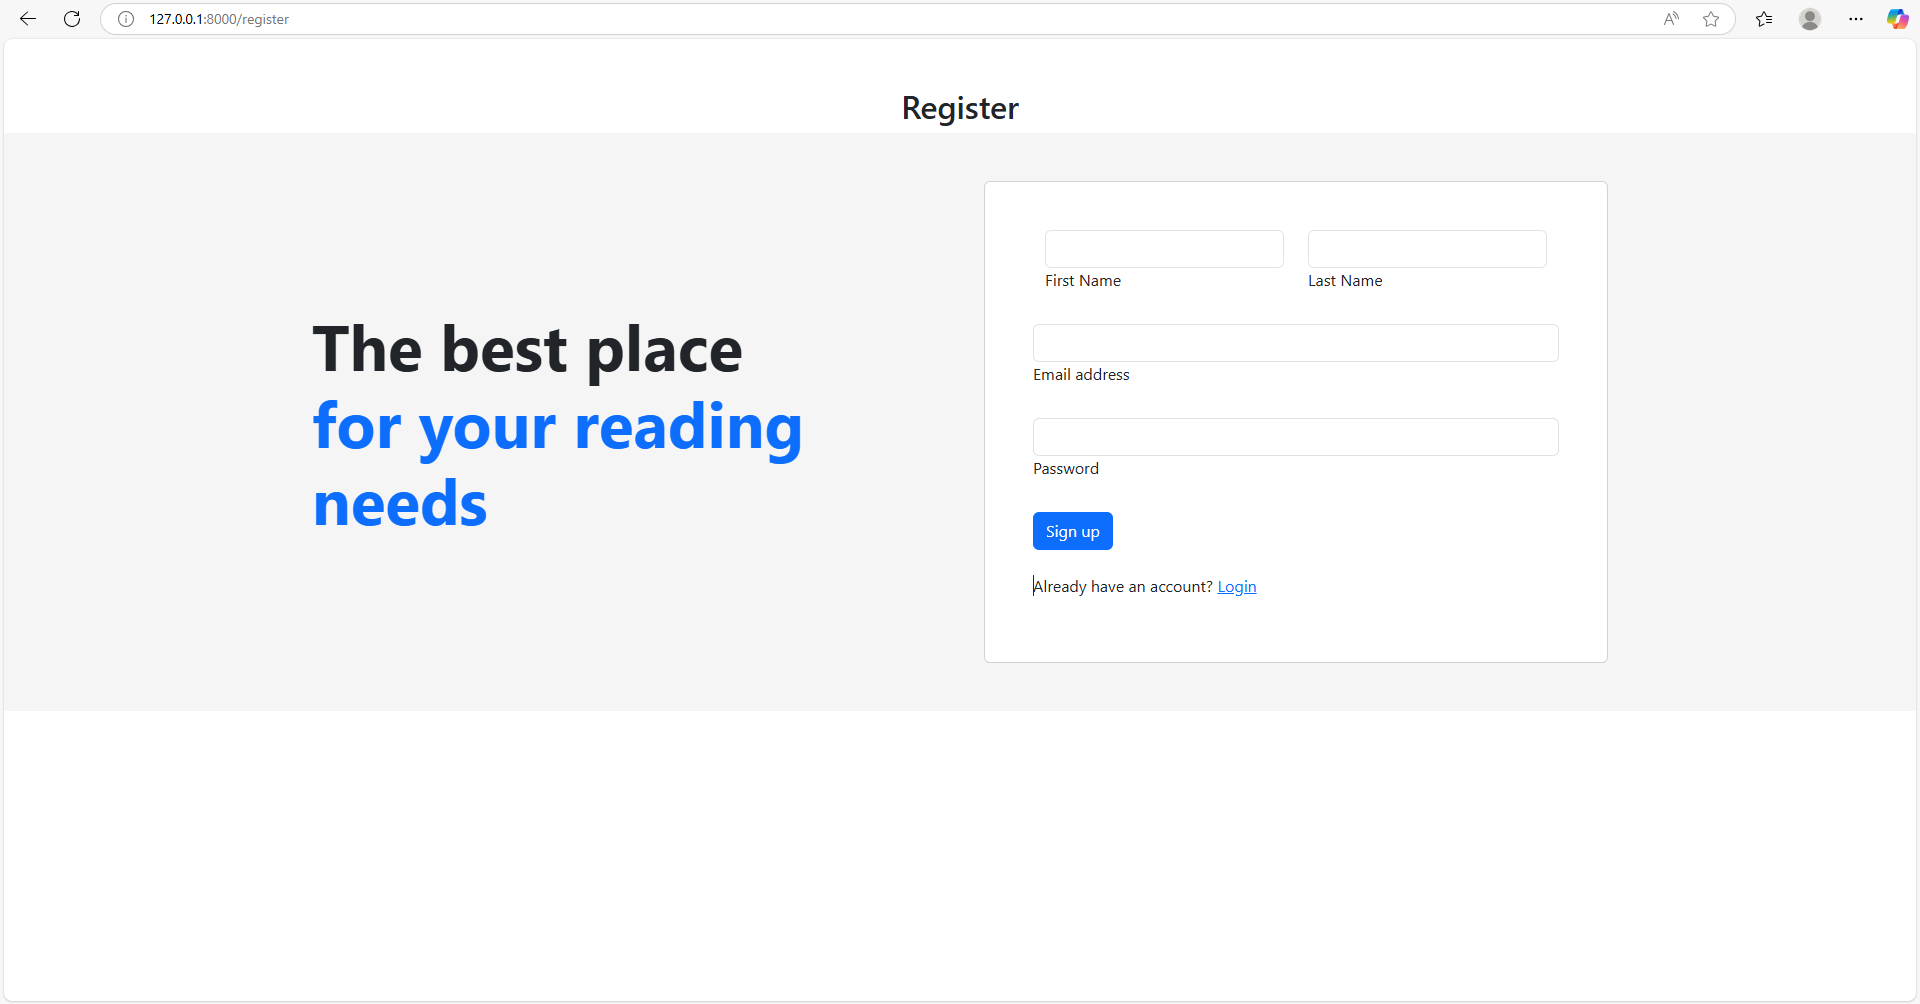 127.0.0.1:8000/register
Register
The best place
for your reading
needs
First Name
Last Name
Email address
Password
Sign up
Already have an account? Login